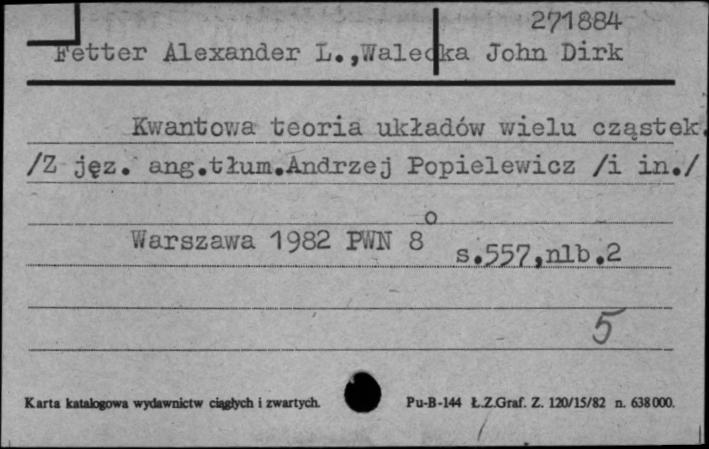 271884
Fetter Alexander L.,Walecka John Dirk
Kwantowa teoria układów wielu cząstek.
/Z jęz. ang.tłum.Andrzej Popielewicz /i in./
Warszawa 1982 PWN 8° s.557,nlb.2
5
Karta katalogowa wydawnictw ciągłych i zwartych. Pu-B-144 Ł.Z.Graf. Z. 120/15/82 n. 638000.